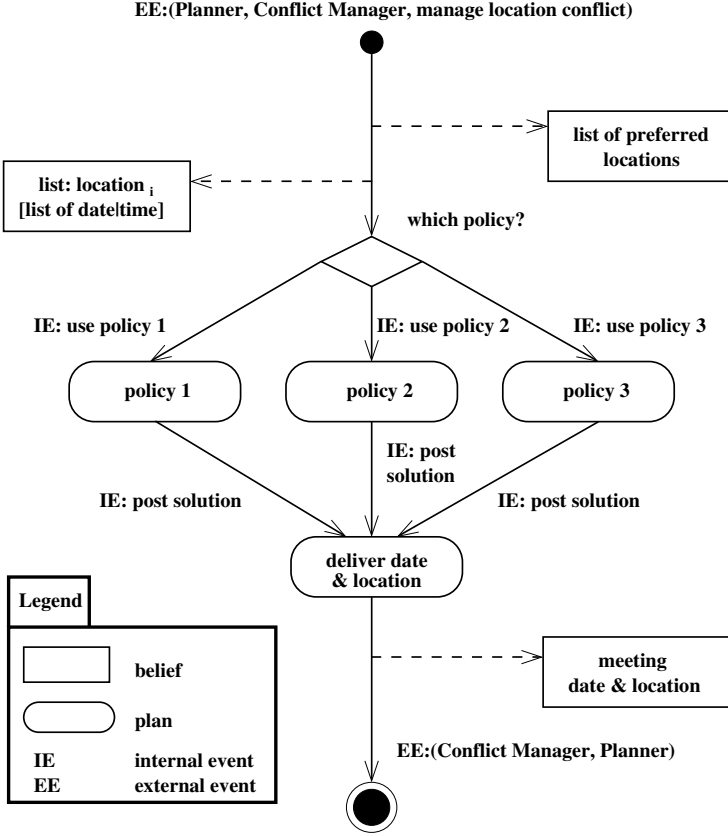 EE:(Planner, Conflict Manager, manage location conflict)
list of preferred
locations
list: location i
[list of date|time]
which policy?
IE: use policy 1
IE: use policy 2
IE: use policy 3
policy 1
policy 2
policy 3
IE: post
solution
IE: post solution
IE: post solution
deliver date
& location
Legend
belief
plan
IE internal event
EE external event
meeting
date & location
EE:(Conflict Manager, Planner)